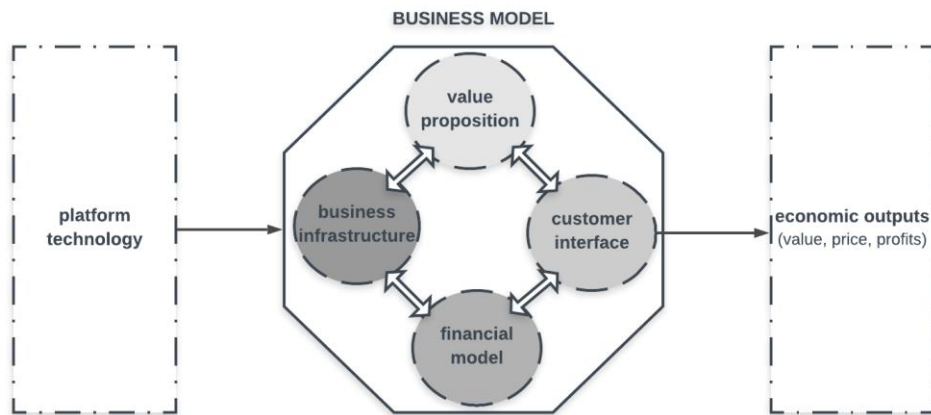 BUSINESS MODEL
value
proposition
platform
technology
business
infrastructure
customer
interface
economic outputs
(value, price, profits)
financial
model